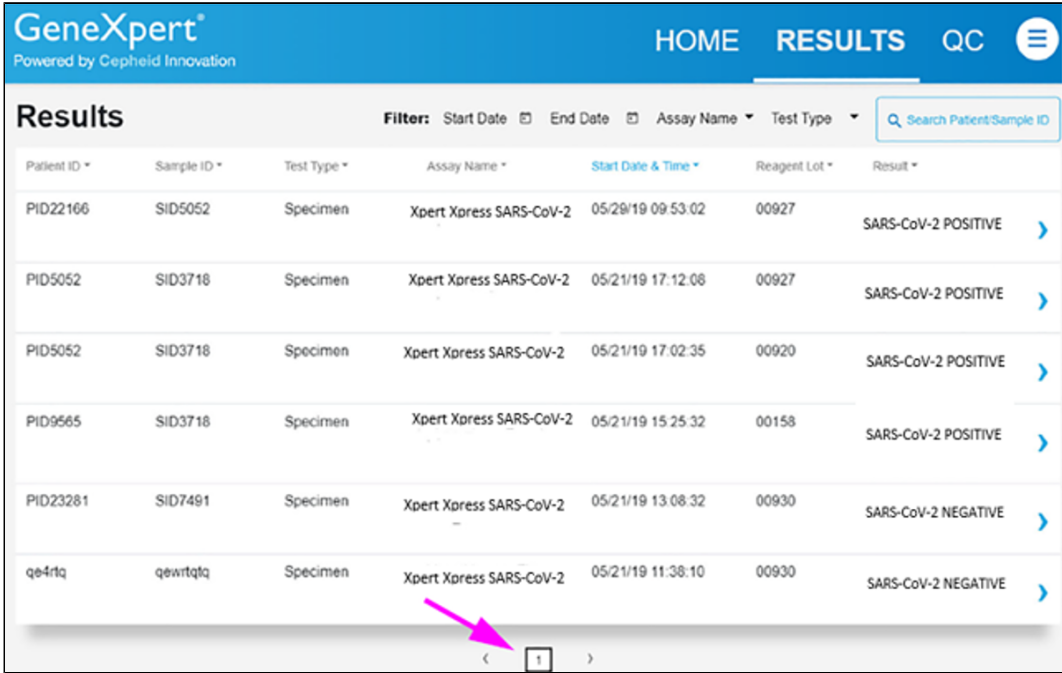 GeneXpert®
Powered by Cepheid Innovation
HOME RESULTS QC
Results
Filter: Start Date End Date Assay Name Test Type Search Patient/Sample ID
Patient ID Sample ID Test Type Assay Name Start Date & Time Reagent Lot Result
PID22166 SID5052 Specimen Xpert Xpress SARS-CoV-2 05/29/19 09:53:02 00927 SARS-CoV-2 POSITIVE
PID5052 SID3718 Specimen Xpert Xpress SARS-CoV-2 05/21/19 17:12:08 00927 SARS-CoV-2 POSITIVE
PID5052 SID3718 Specimen Xpert Xpress SARS-CoV-2 05/21/19 17:02:35 00920 SARS-CoV-2 POSITIVE
PID9565 SID3718 Specimen Xpert Xpress SARS-CoV-2 05/21/19 15:25:32 00158 SARS-CoV-2 POSITIVE
PID23281 SID7491 Specimen Xpert Xpress SARS-CoV-2 05/21/19 13:08:32 00930 SARS-CoV-2 NEGATIVE
qe4rtq qewrtqtq Specimen Xpert Xpress SARS-CoV-2 05/21/19 11:38:10 00930 SARS-CoV-2 NEGATIVE
1